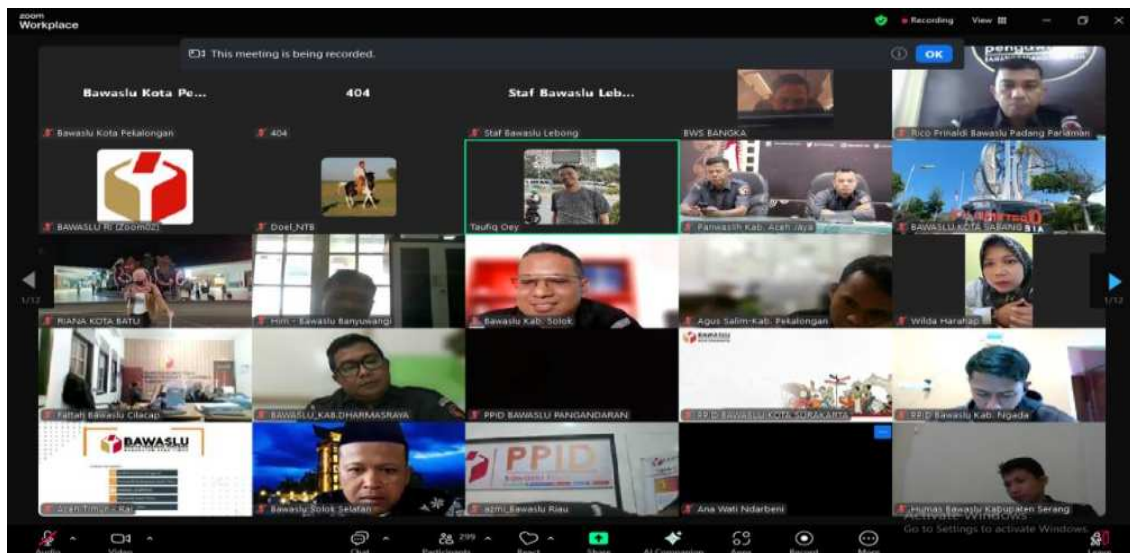 zoom
Workplace
Recording
View
This meeting is being recorded.
OK
Bawaslu Kota Pe...
404
Staf Bawaslu Leb...
Bawaslu Kota Pekalongan
404
Staf Bawaslu Lebong
BWS BANGKA
Rico Frinaldi Bawaslu Padang Pariaman
BAWASLU RI (Zoom02)
Doel_NTB
Taufiq Oey
Panwaslih Kab. Aceh Jaya
BAWASLU KOTA SABANG
1/12
1/12
RIANA KOTA BATU
Him - Bawaslu Banyuwangi
Bawaslu Kab. Solok
Agus Salim-Kab. Pekalongan
Wilda Harahap
Fattah Bawaslu Cilacap
BAWASLU_KAB.DHARMASRAYA
PPID BAWASLU PANGANDARAN
PPID BAWASLU KOTA SURAKARTA
PPID Bawaslu Kab. Ngada
BAWASLU
PPID
Aceh Timur - Rai
Bawaslu Solok Selatan
azmi_Bawaslu Riau
Ana Wati Ndarbeni
Humas Bawaslu Kabupaten Serang
Activate Windows
Go to Settings to activate Windows.
Audio
Video
Chat
299
Participants
React
Share
AI Companion
Apps
Record
More
Leave